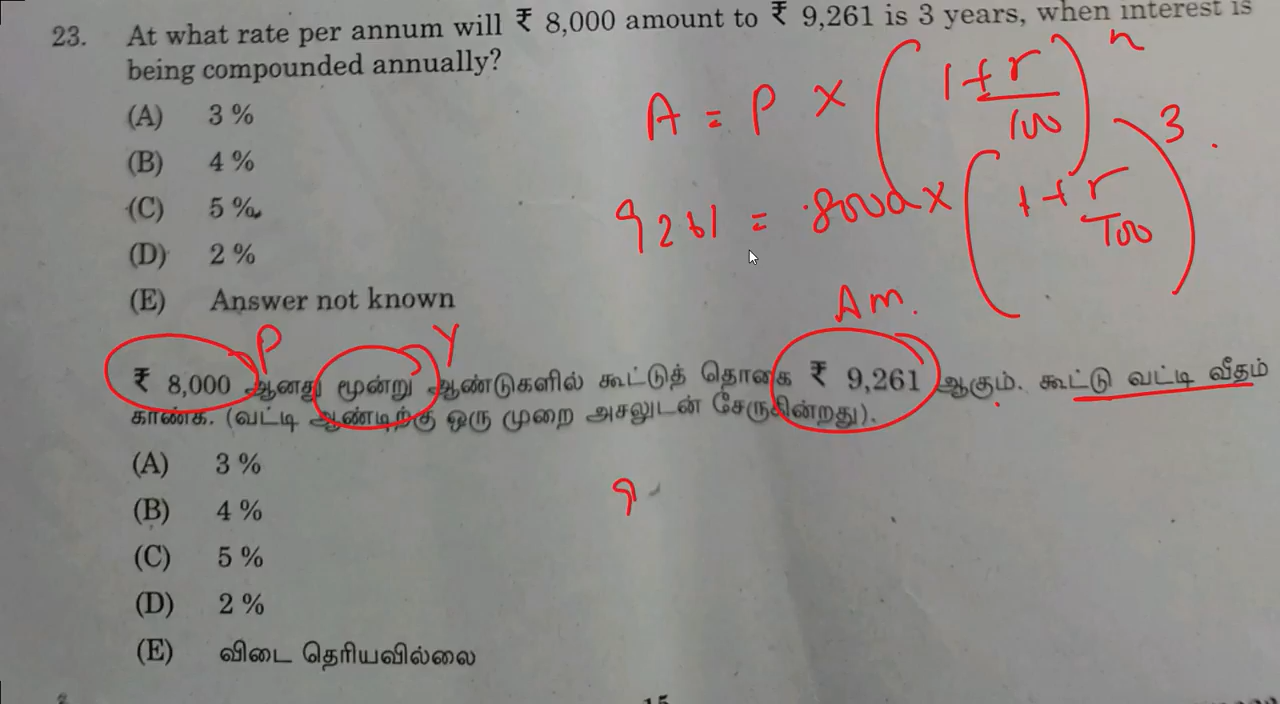 23. At what rate per annum will ₹ 8,000 amount to ₹ 9,261 is 3 years, when interest is
being compounded annually?
(A) 3 %
(B) 4 %
(C) 5 %
(D) 2 %
(E) Answer not known
A = P × (1+r/100)^n
9261 = 8000 × (1+r/100)^3
Am.
P Y
₹ 8,000 ஆனது மூன்று ஆண்டுகளில் கூட்டுத் தொகை ₹ 9,261 ஆகும். கூட்டு வட்டி வீதம்
காண்க. (வட்டி ஆண்டிற்கு ஒரு முறை அசலுடன் சேருகின்றது).
(A) 3 %
(B) 4 %
9
(C) 5 %
(D) 2 %
(E) விடை தெரியவில்லை